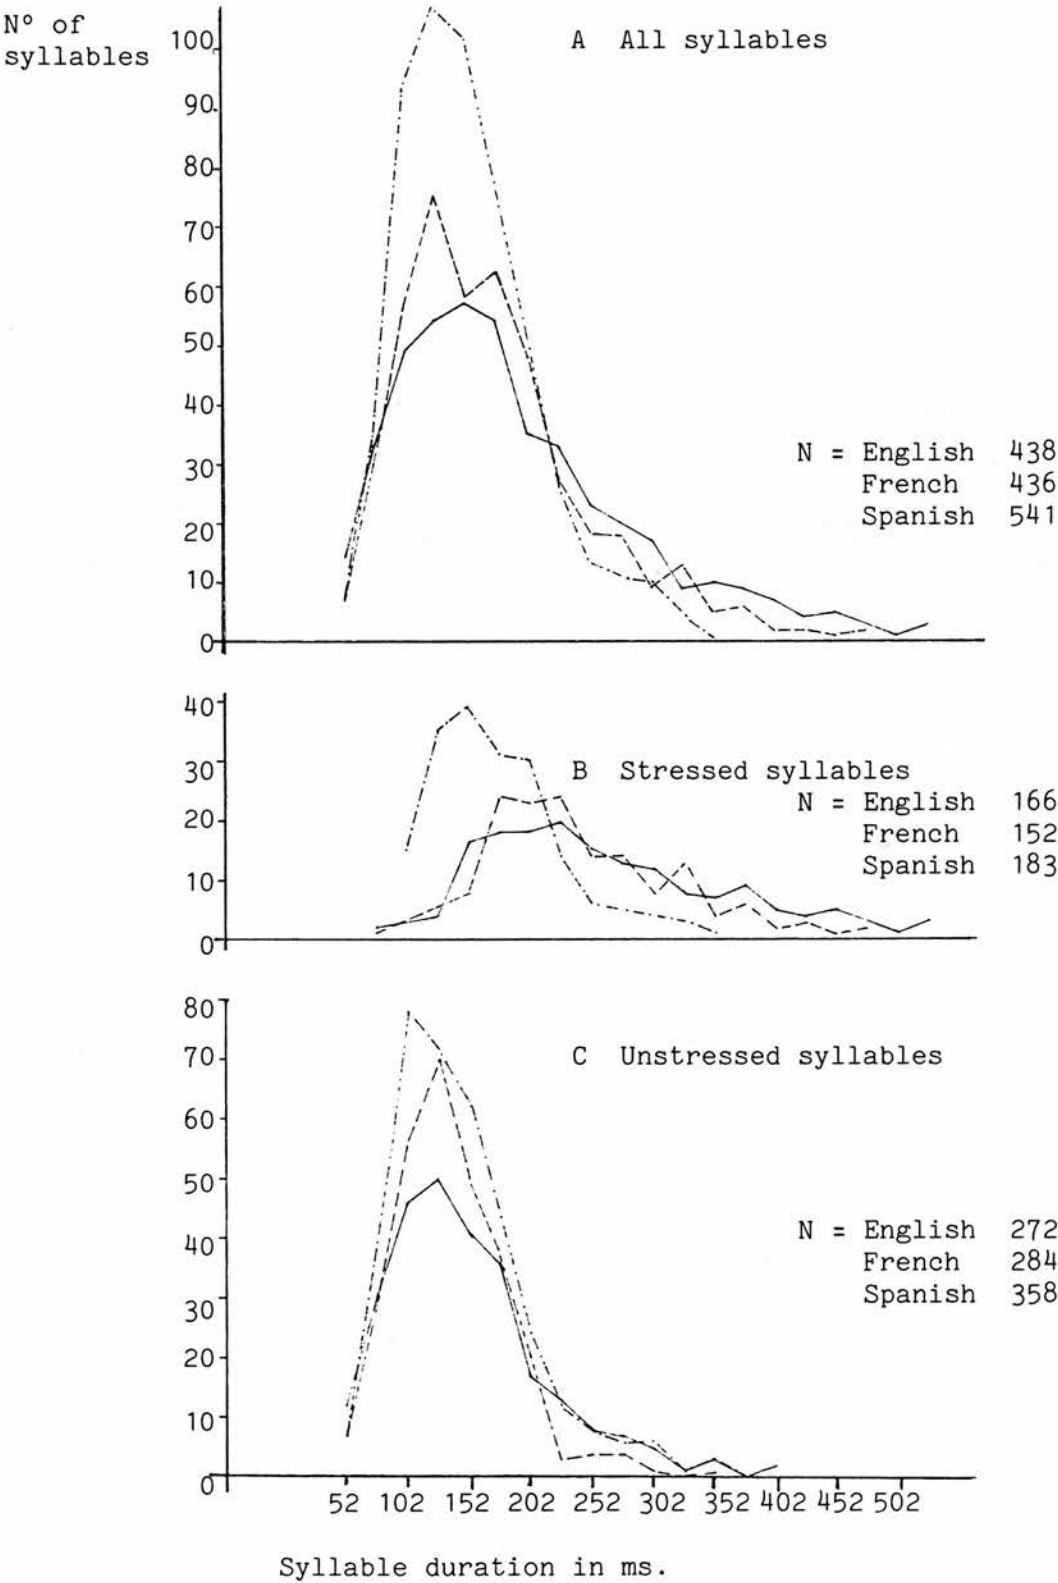 N° of
syllables
A All syllables
100
90
80
70
60
50
40
30
20
10
0
N = English 438
French 436
Spanish 541
40
30
20
10
0
B Stressed syllables
N = English 166
French 152
Spanish 183
80
70
60
50
40
30
20
10
0
C Unstressed syllables
N = English 272
French 284
Spanish 358
52 102 152 202 252 302 352 402 452 502
Syllable duration in ms.